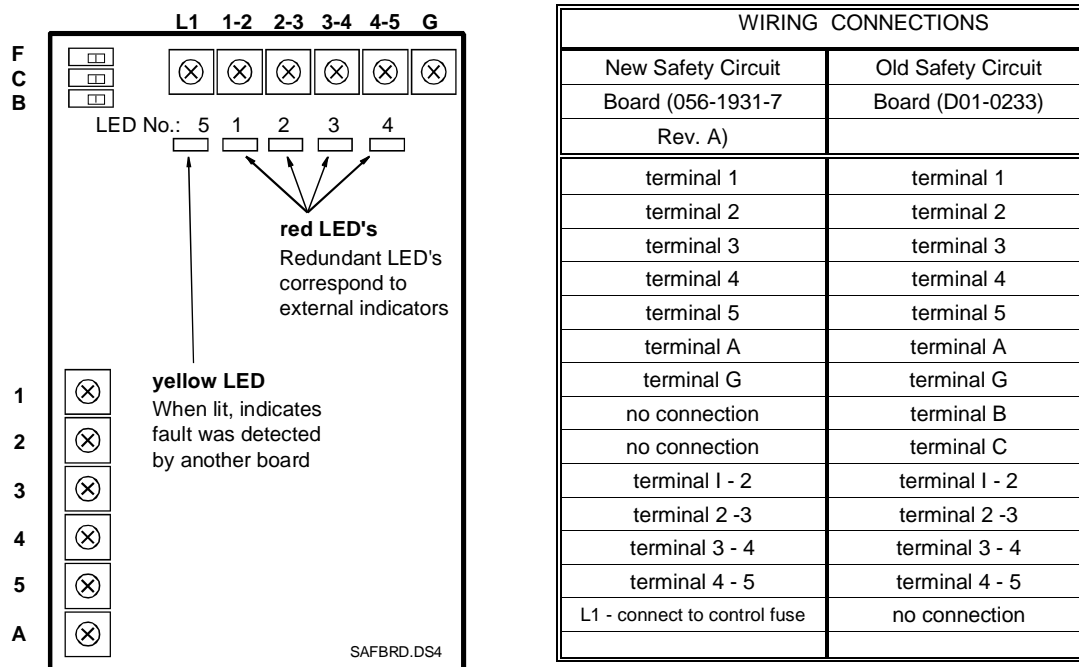 L1 1-2 2-3 3-4 4-5 G
F
C
B
LED No.: 5 1 2 3 4
red LED's
Redundant LED's
correspond to
external indicators
yellow LED
When lit, indicates
fault was detected
by another board
1
2
3
4
5
A
SAFBRD.DS4
WIRING CONNECTIONS
New Safety Circuit Old Safety Circuit
Board (056-1931-7 Board (D01-0233)
Rev. A)
terminal 1 terminal 1
terminal 2 terminal 2
terminal 3 terminal 3
terminal 4 terminal 4
terminal 5 terminal 5
terminal A terminal A
terminal G terminal G
no connection terminal B
no connection terminal C
terminal I - 2 terminal I - 2
terminal 2 -3 terminal 2 -3
terminal 3 - 4 terminal 3 - 4
terminal 4 - 5 terminal 4 - 5
L1 - connect to control fuse no connection